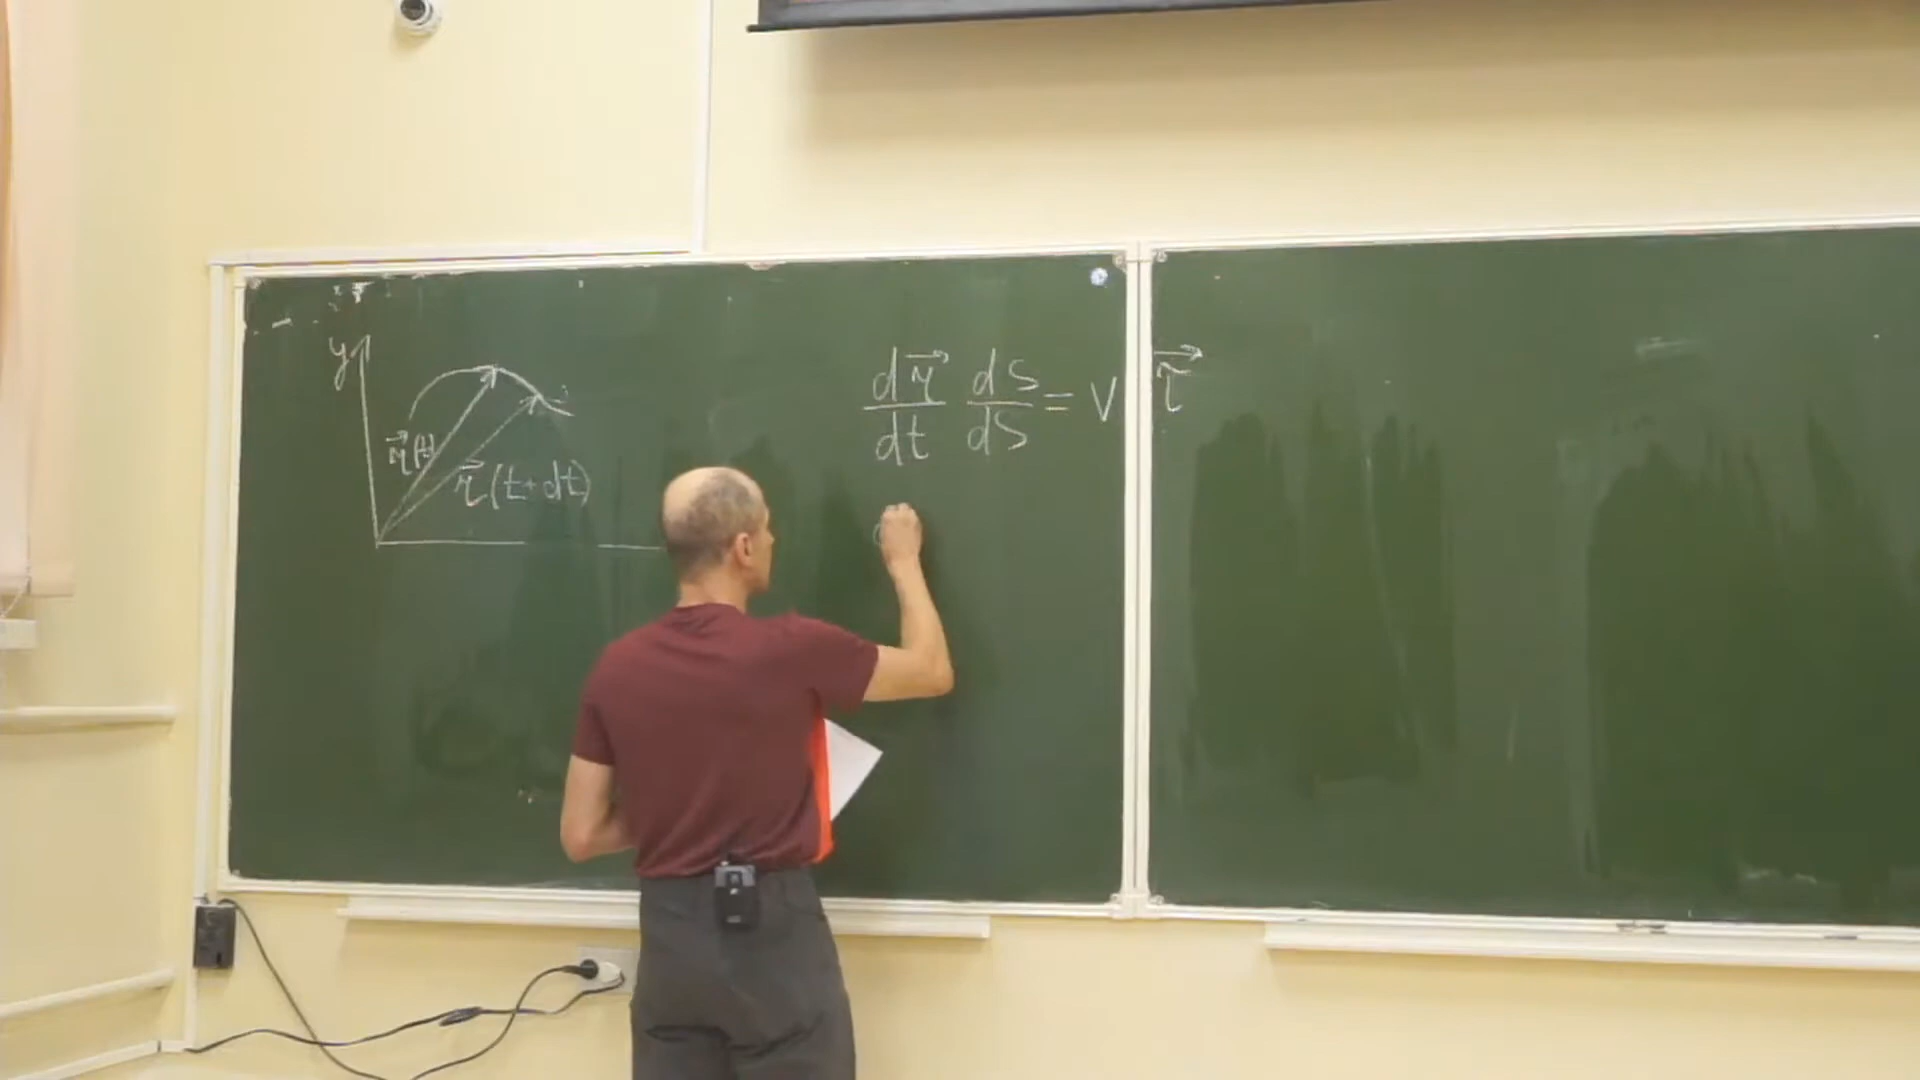 y
r⃗(t)
r⃗(t+dt)
dr⃗/dt dS/dS = v τ⃗